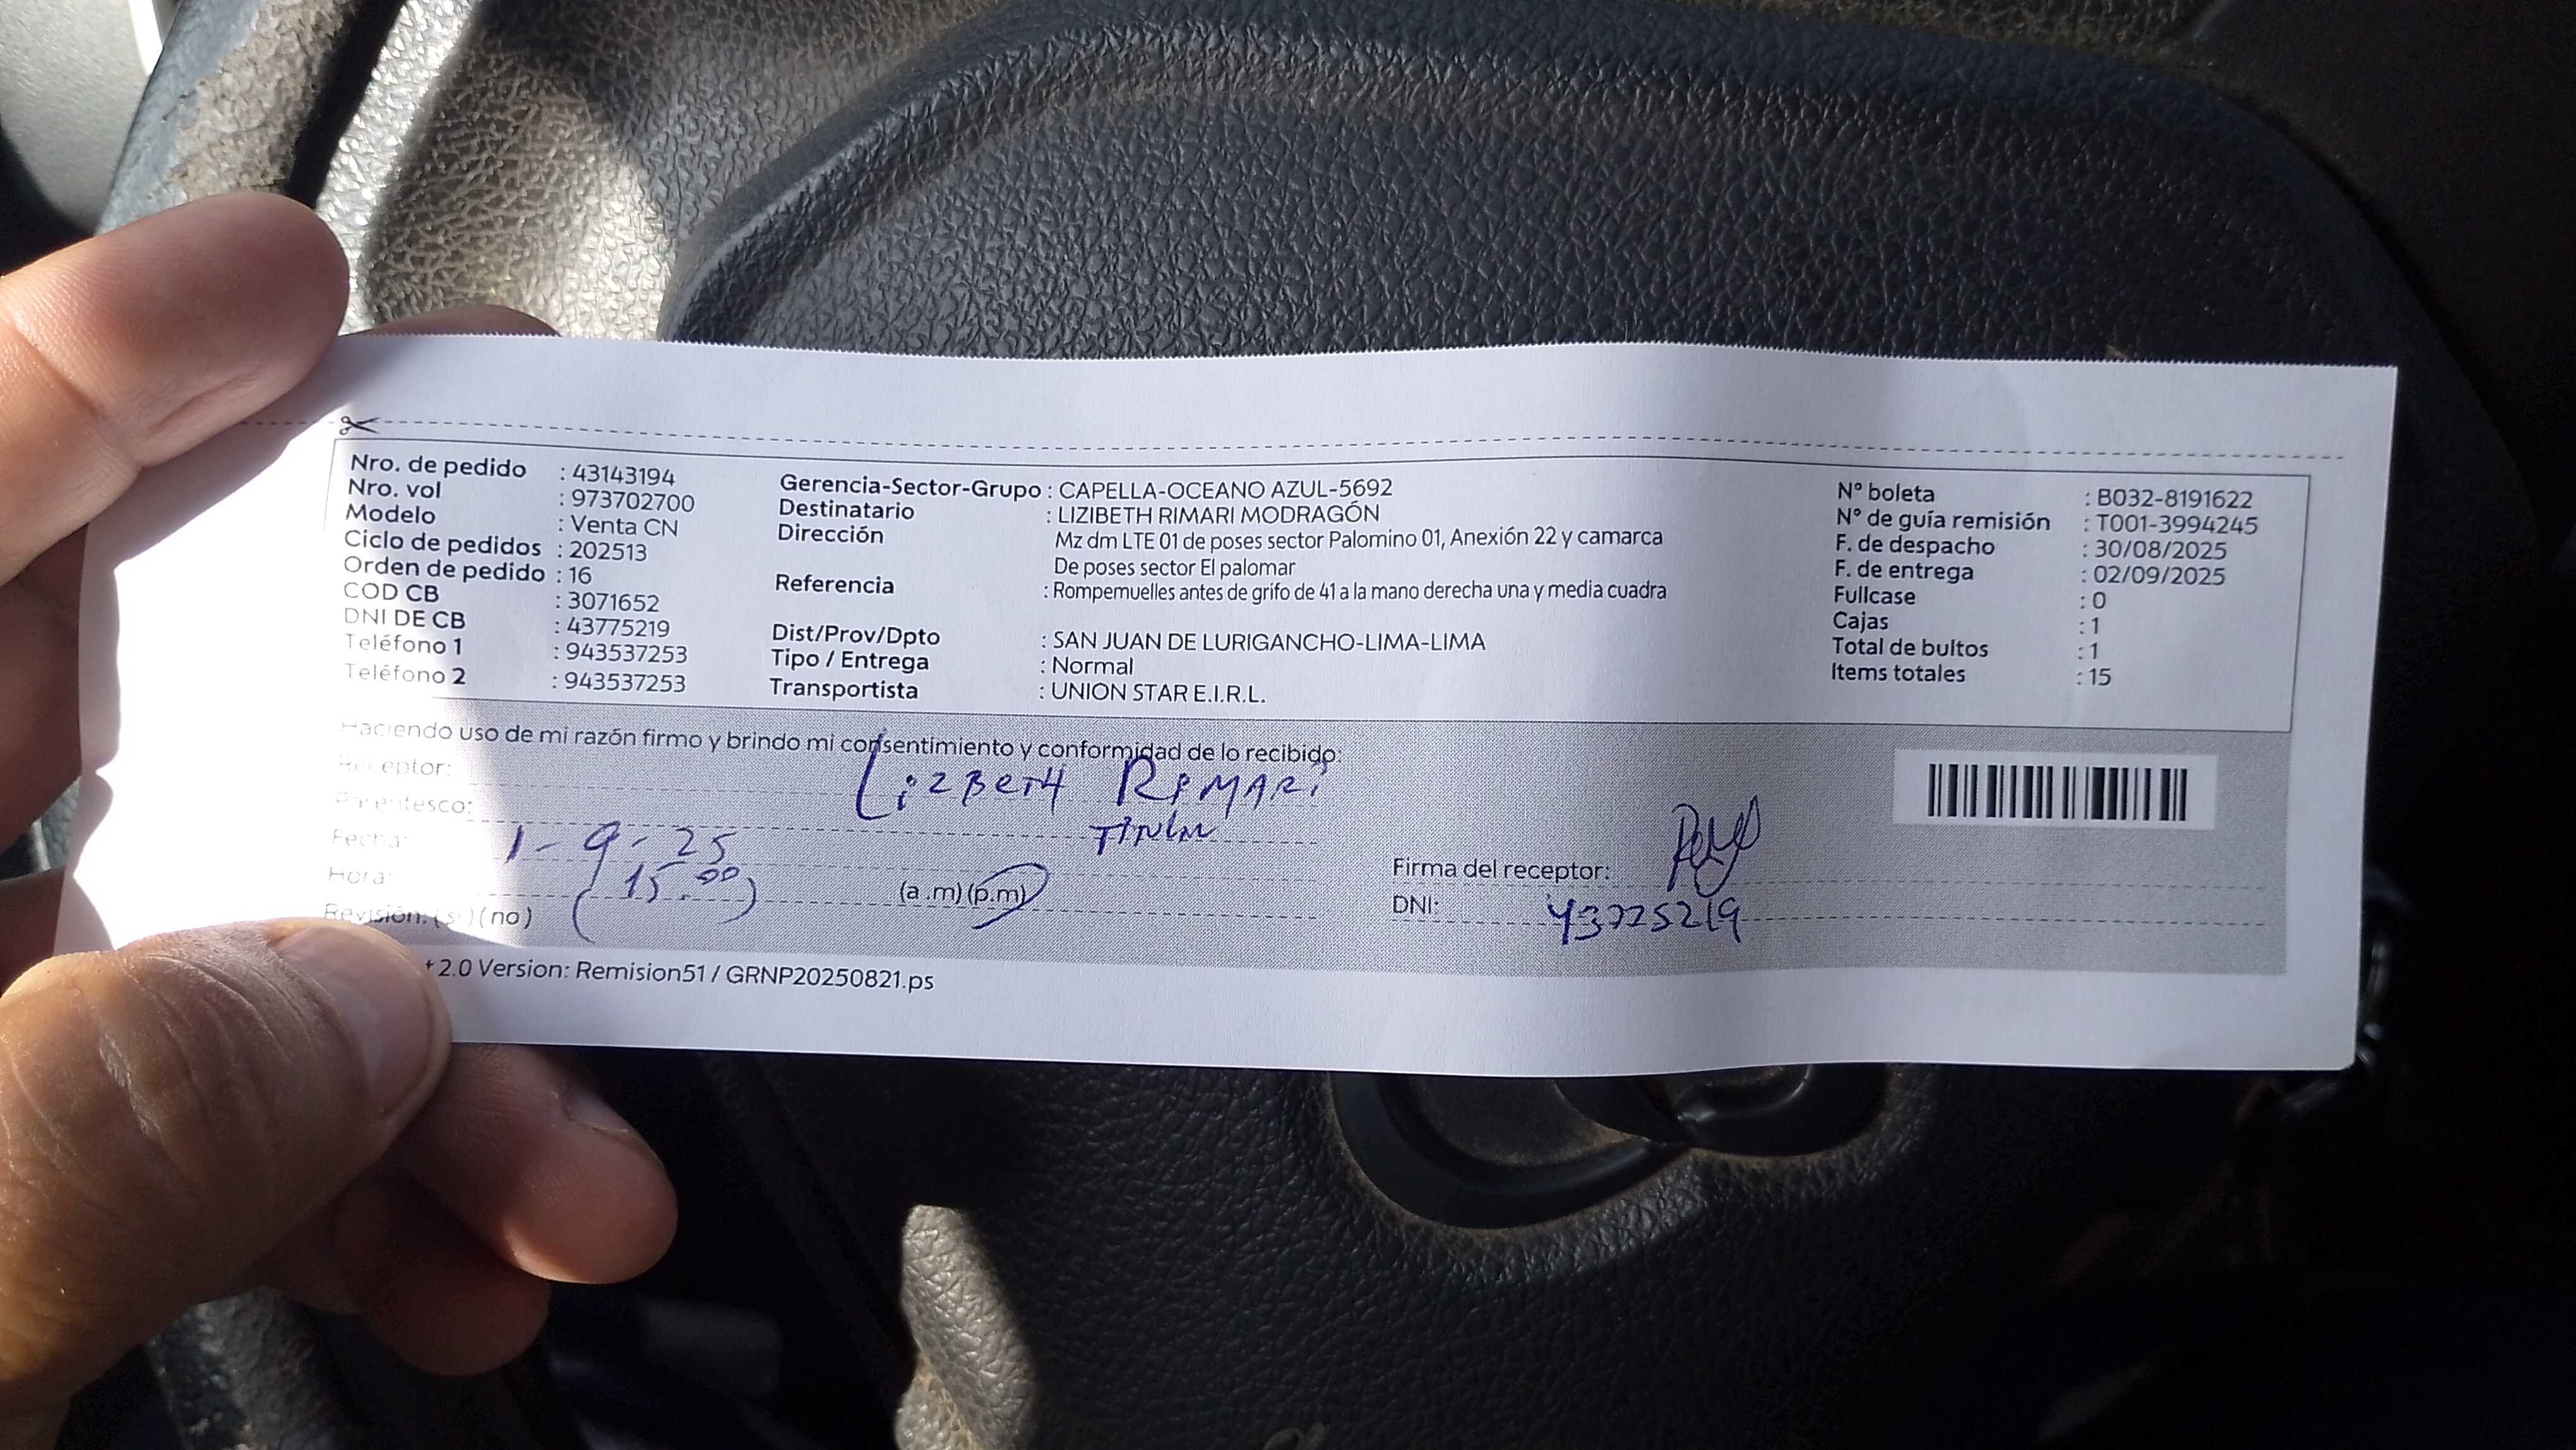 Nro. de pedido : 43143194
Nro. vol : 973702700
Modelo : Venta CN
Ciclo de pedidos : 202513
Orden de pedido : 16
COD CB : 3071652
DNI DE CB : 43775219
Teléfono 1 : 943537253
Teléfono 2 : 943537253
Gerencia-Sector-Grupo : CAPELLA-OCEANO AZUL-5692
Destinatario : LIZIBETH RIMARI MODRAGÓN
Dirección Mz dm LTE 01 de poses sector Palomino 01, Anexión 22 y camarca
De poses sector El palomar
Referencia : Rompemuelles antes de grifo de 41 a la mano derecha una y media cuadra
Dist/Prov/Dpto : SAN JUAN DE LURIGANCHO-LIMA-LIMA
Tipo / Entrega : Normal
Transportista : UNION STAR E.I.R.L.
Nº boleta : B032-8191622
Nº de guía remisión : T001-3994245
F. de despacho : 30/08/2025
F. de entrega : 02/09/2025
Fullcase : 0
Cajas : 1
Total de bultos : 1
Items totales : 15
Haciendo uso de mi razón firmo y brindo mi consentimiento y conformidad de lo recibido:
Receptor: LizBetH RiMARi
Parentesco: Titular
Fecha: 1-9-25
Hora: 15:00 (a.m) (p.m)
Revisión: (si) (no)
Firma del receptor:
DNI: 43775219
2.0 Version: Remision51 / GRNP20250821.ps